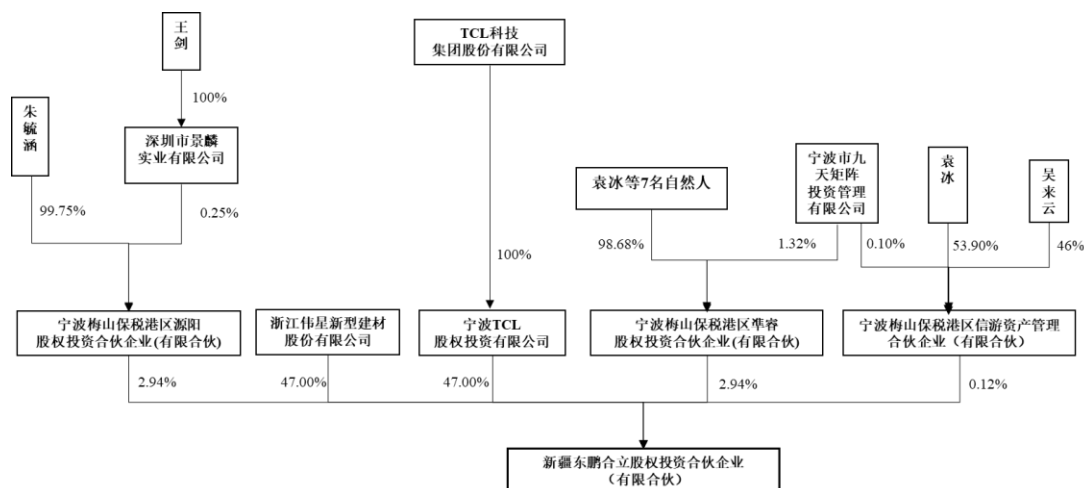 王
剑
TCL科技
集团股份有限公司
100%
朱
毓
涵
深圳市景麟
实业有限公司
袁冰等7名自然人
宁波市九
天矩阵
投资管理
有限公司
袁
冰
吴
来
云
99.75%
0.25%
100%
98.68%
1.32%
0.10%
53.90%
46%
宁波梅山保税港区源阳
股权投资合伙企业(有限合伙)
浙江伟星新型建材
股份有限公司
宁波TCL
股权投资有限公司
宁波梅山保税港区準睿
股权投资合伙企业(有限合伙)
宁波梅山保税港区信游资产管理
合伙企业（有限合伙）
2.94%
47.00%
47.00%
2.94%
0.12%
新疆东鹏合立股权投资合伙企业
（有限合伙）